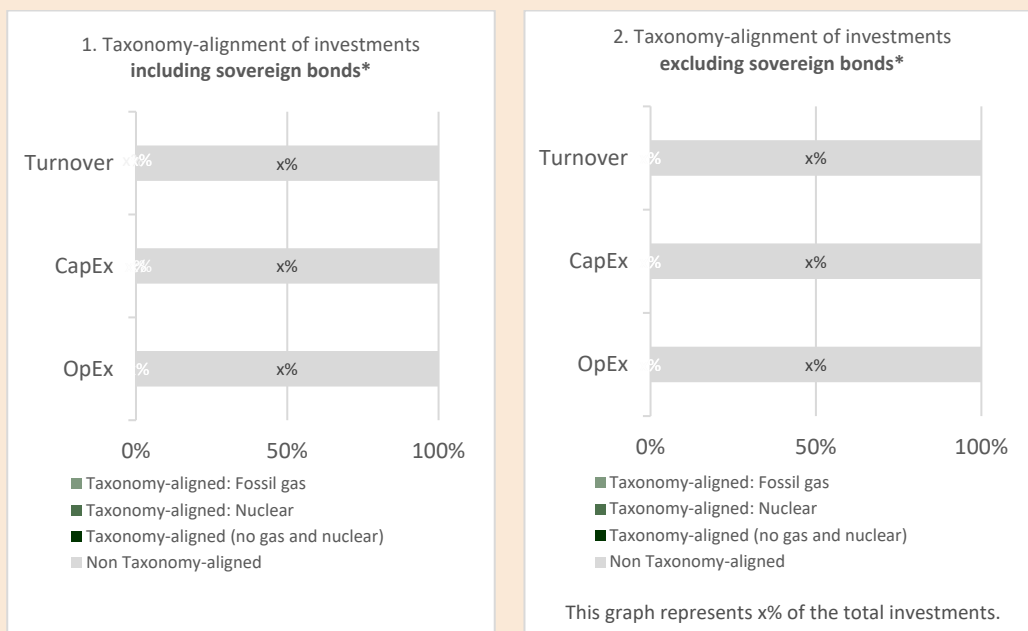 1. Taxonomy-alignment of investments
including sovereign bonds*
Turnover
x%
CapEx
x%
OpEx
%
x%
0%
50%
100%
Taxonomy-aligned: Fossil gas
Taxonomy-aligned: Nuclear
Taxonomy-aligned (no gas and nuclear)
Non Taxonomy-aligned
2. Taxonomy-alignment of investments
excluding sovereign bonds*
Turnover
%
x%
CapEx
%
x%
OpEx
%
x%
0%
50%
100%
Taxonomy-aligned: Fossil gas
Taxonomy-aligned: Nuclear
Taxonomy-aligned (no gas and nuclear)
Non Taxonomy-aligned
This graph represents x% of the total investments.